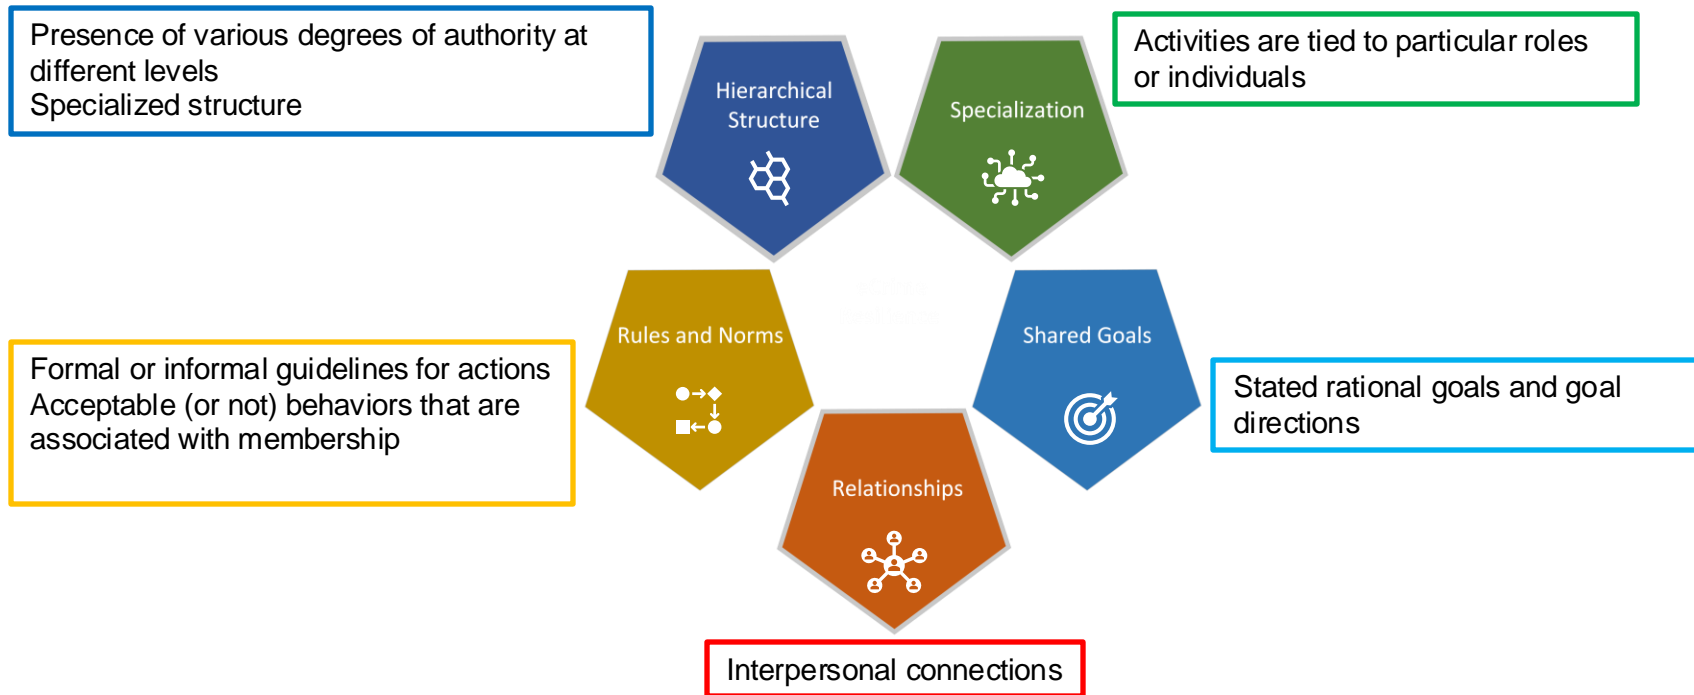 Presence of various degrees of authority at
different levels
Specialized structure
Hierarchical
Structure
Specialization
Activities are tied to particular roles
or individuals
Rules and Norms
Shared Goals
Formal or informal guidelines for actions
Acceptable (or not) behaviors that are
associated with membership
Stated rational goals and goal
directions
Relationships
Interpersonal connections